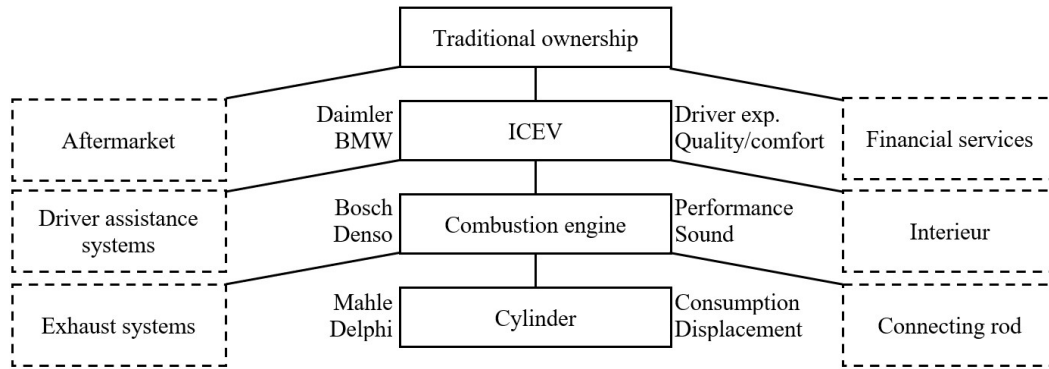 Traditional ownership
Aftermarket
Daimler
BMW
ICEV
Driver exp.
Quality/comfort
Financial services
Driver assistance
systems
Bosch
Denso
Combustion engine
Performance
Sound
Interieur
Exhaust systems
Mahle
Delphi
Cylinder
Consumption
Displacement
Connecting rod